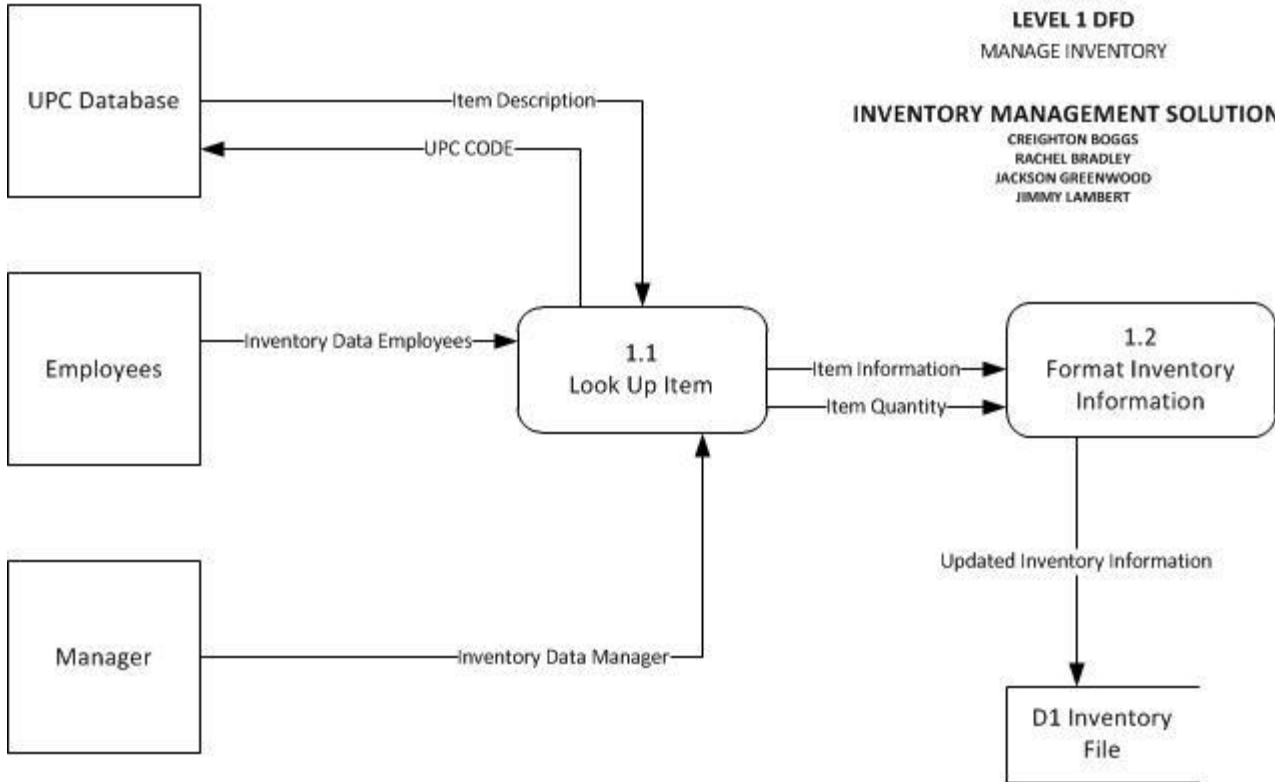 LEVEL 1 DFD
MANAGE INVENTORY
INVENTORY MANAGEMENT SOLUTION
CREIGHTON BOGGS
RACHEL BRADLEY
JACKSON GREENWOOD
JIMMY LAMBERT
UPC Database
Item Description
UPC CODE
Employees
Inventory Data Employees
1.1
Look Up Item
Item Information
Item Quantity
1.2
Format Inventory
Information
Updated Inventory Information
Manager
Inventory Data Manager
D1 Inventory
File